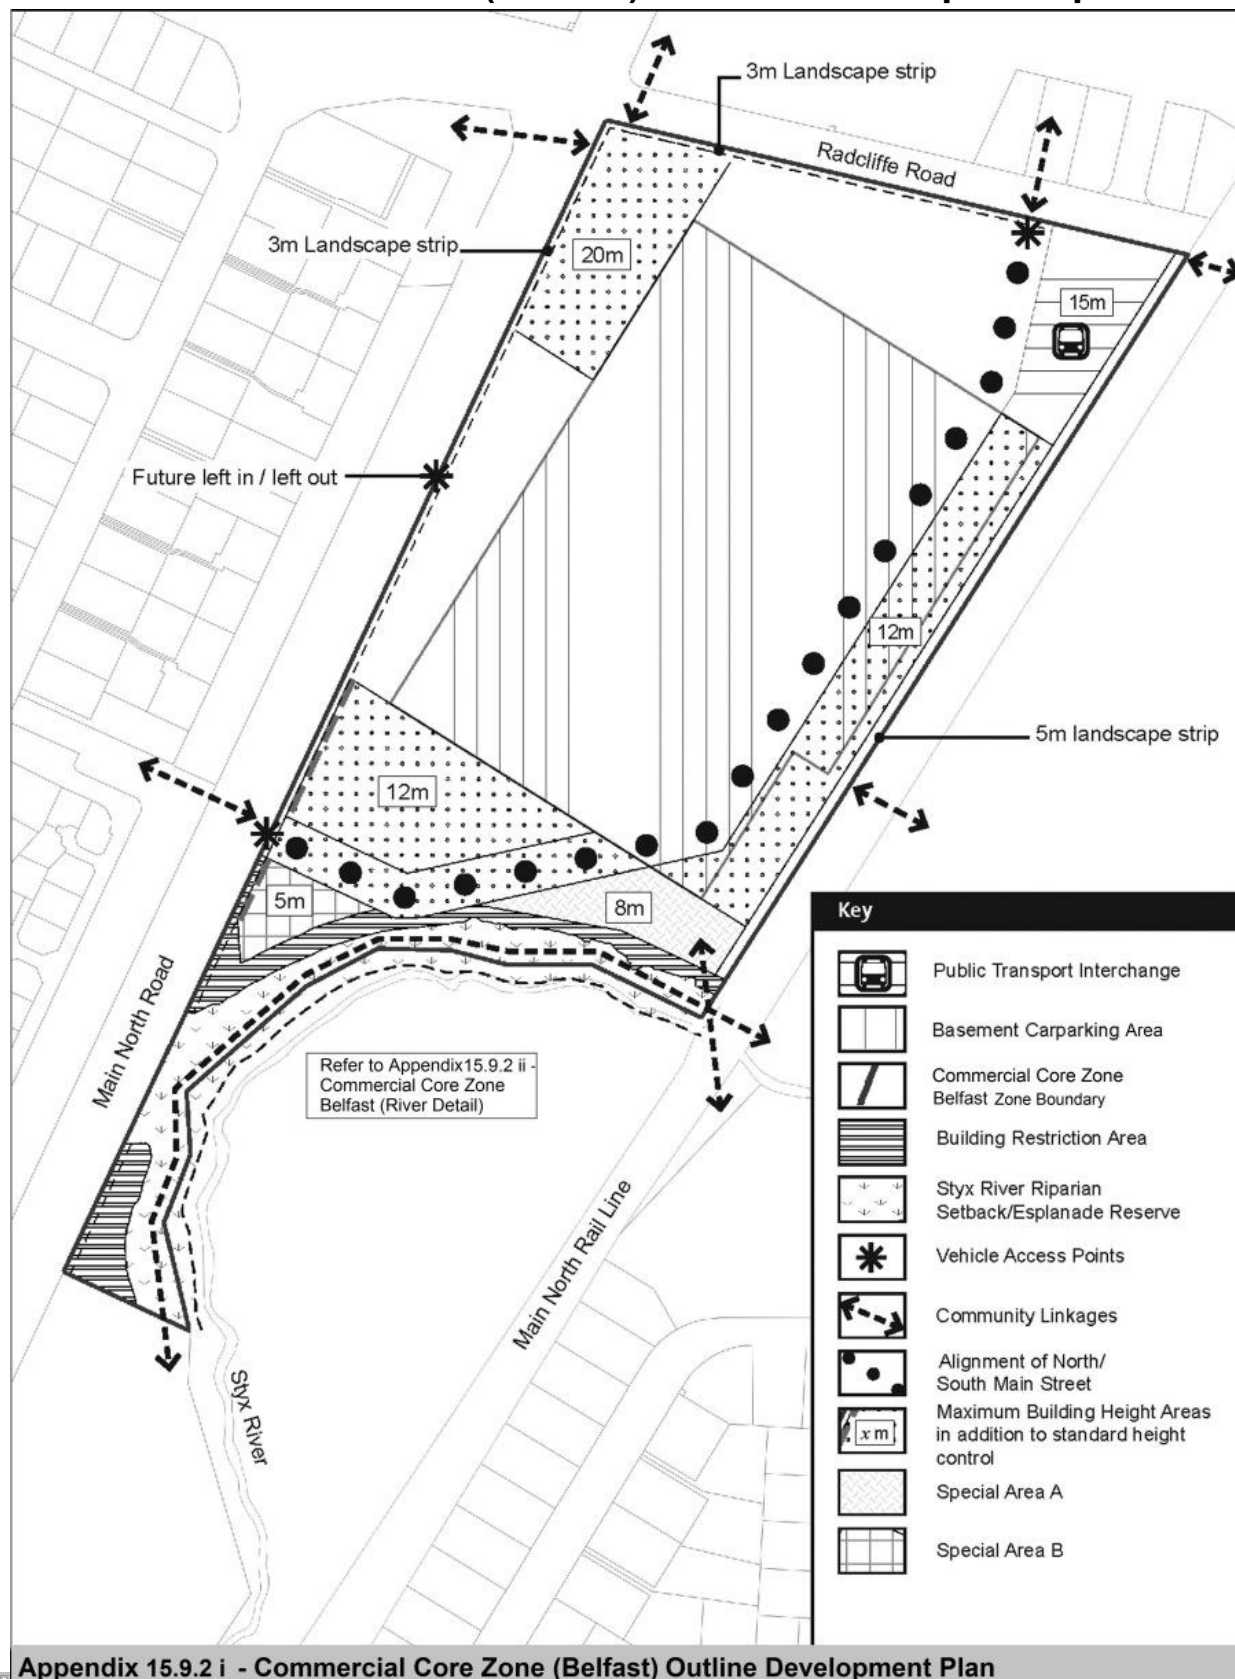 3m Landscape strip
Radcliffe Road
3m Landscape strip
20m
15m
Future left in / left out
12m
5m landscape strip
12m
5m
8m
Main North Road
Refer to Appendix15.9.2 ii -
Commercial Core Zone
Belfast (River Detail)
Main North Rail Line
Styx River
Key
Public Transport Interchange
Basement Carparking Area
Commercial Core Zone
Belfast Zone Boundary
Building Restriction Area
Styx River Riparian
Setback/Esplanade Reserve
Vehicle Access Points
Community Linkages
Alignment of North/
South Main Street
x m
Maximum Building Height Areas
in addition to standard height
control
Special Area A
Special Area B
Appendix 15.9.2 i - Commercial Core Zone (Belfast) Outline Development Plan